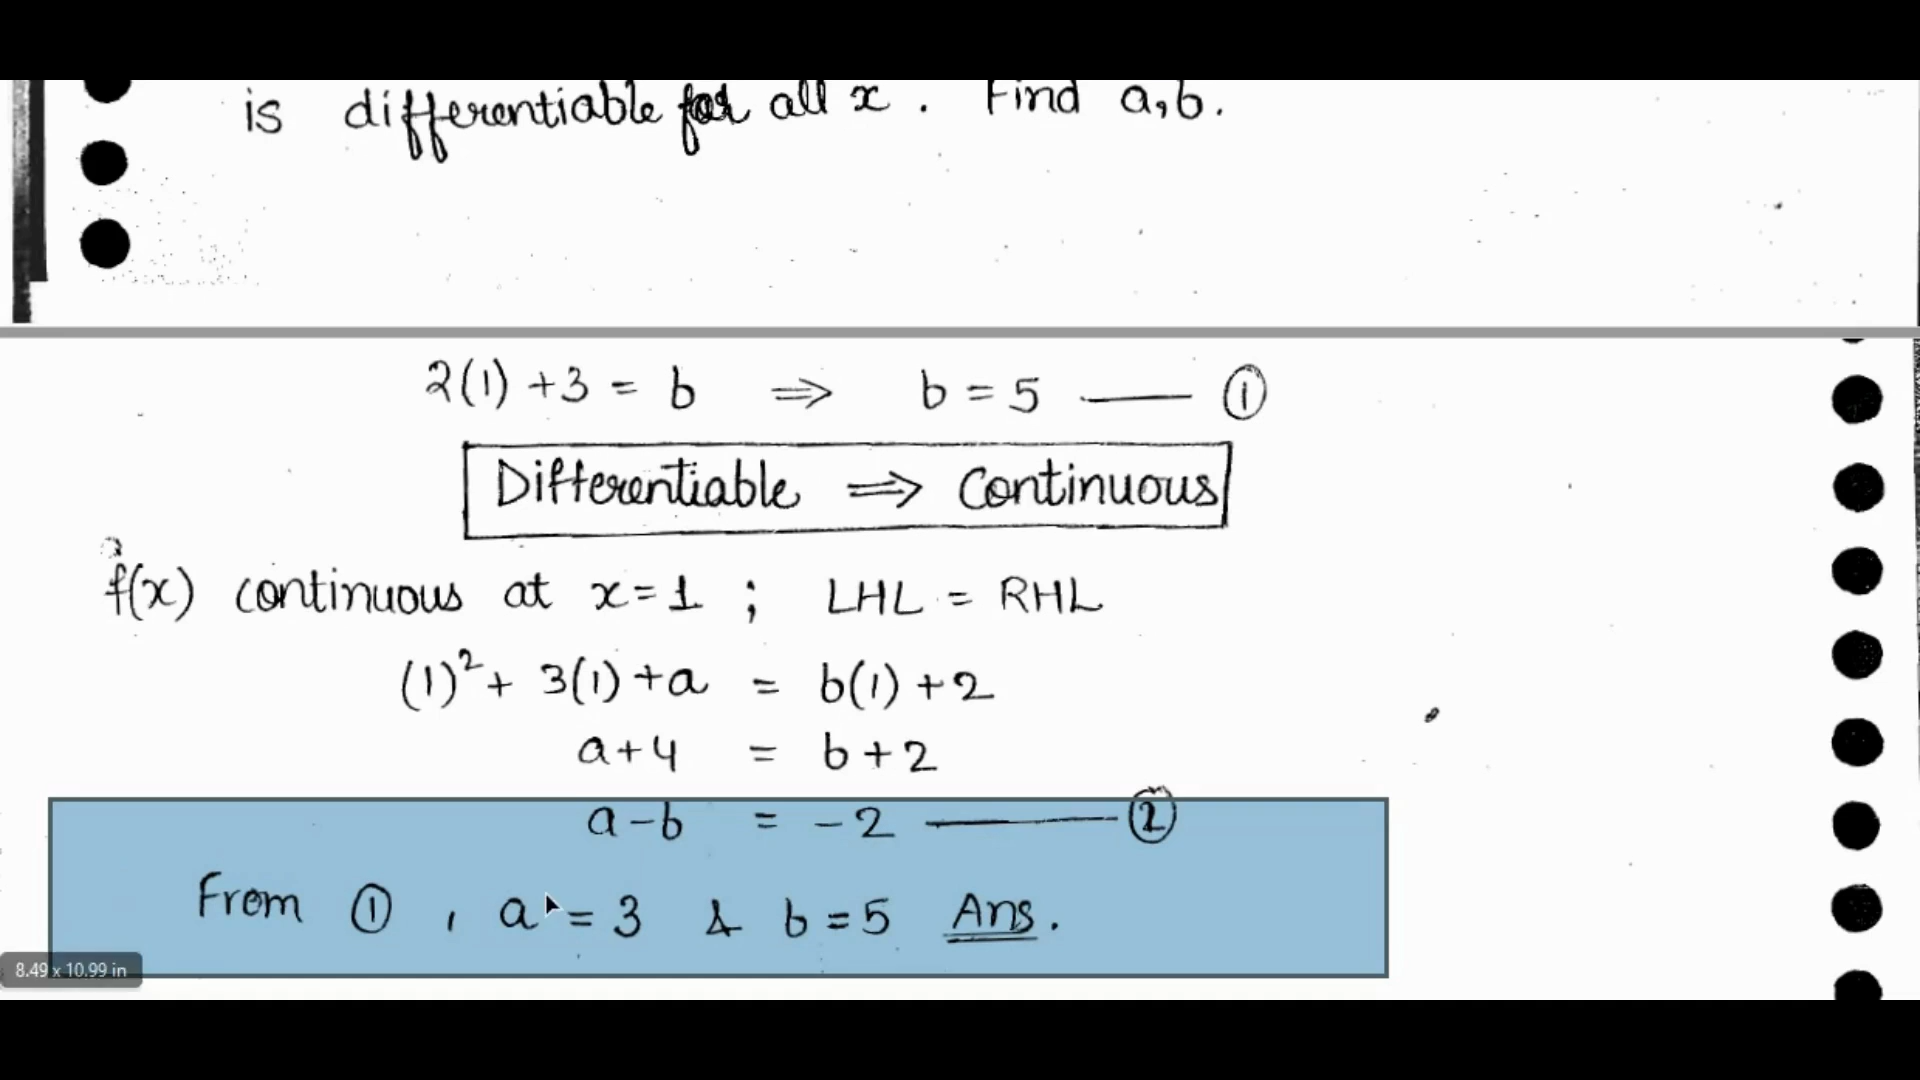 is differentiable for all x . Find a,b.
2(1) +3 = b ⇒ b = 5 —— ①
Differentiable ⇒ Continuous
f(x) continuous at x=1 ; LHL = RHL
(1)²+ 3(1)+a = b(1)+2
a+4 = b+2
a-b = -2 —— ②
From ① , a = 3 & b = 5 Ans.
8.49 x 10.99 in